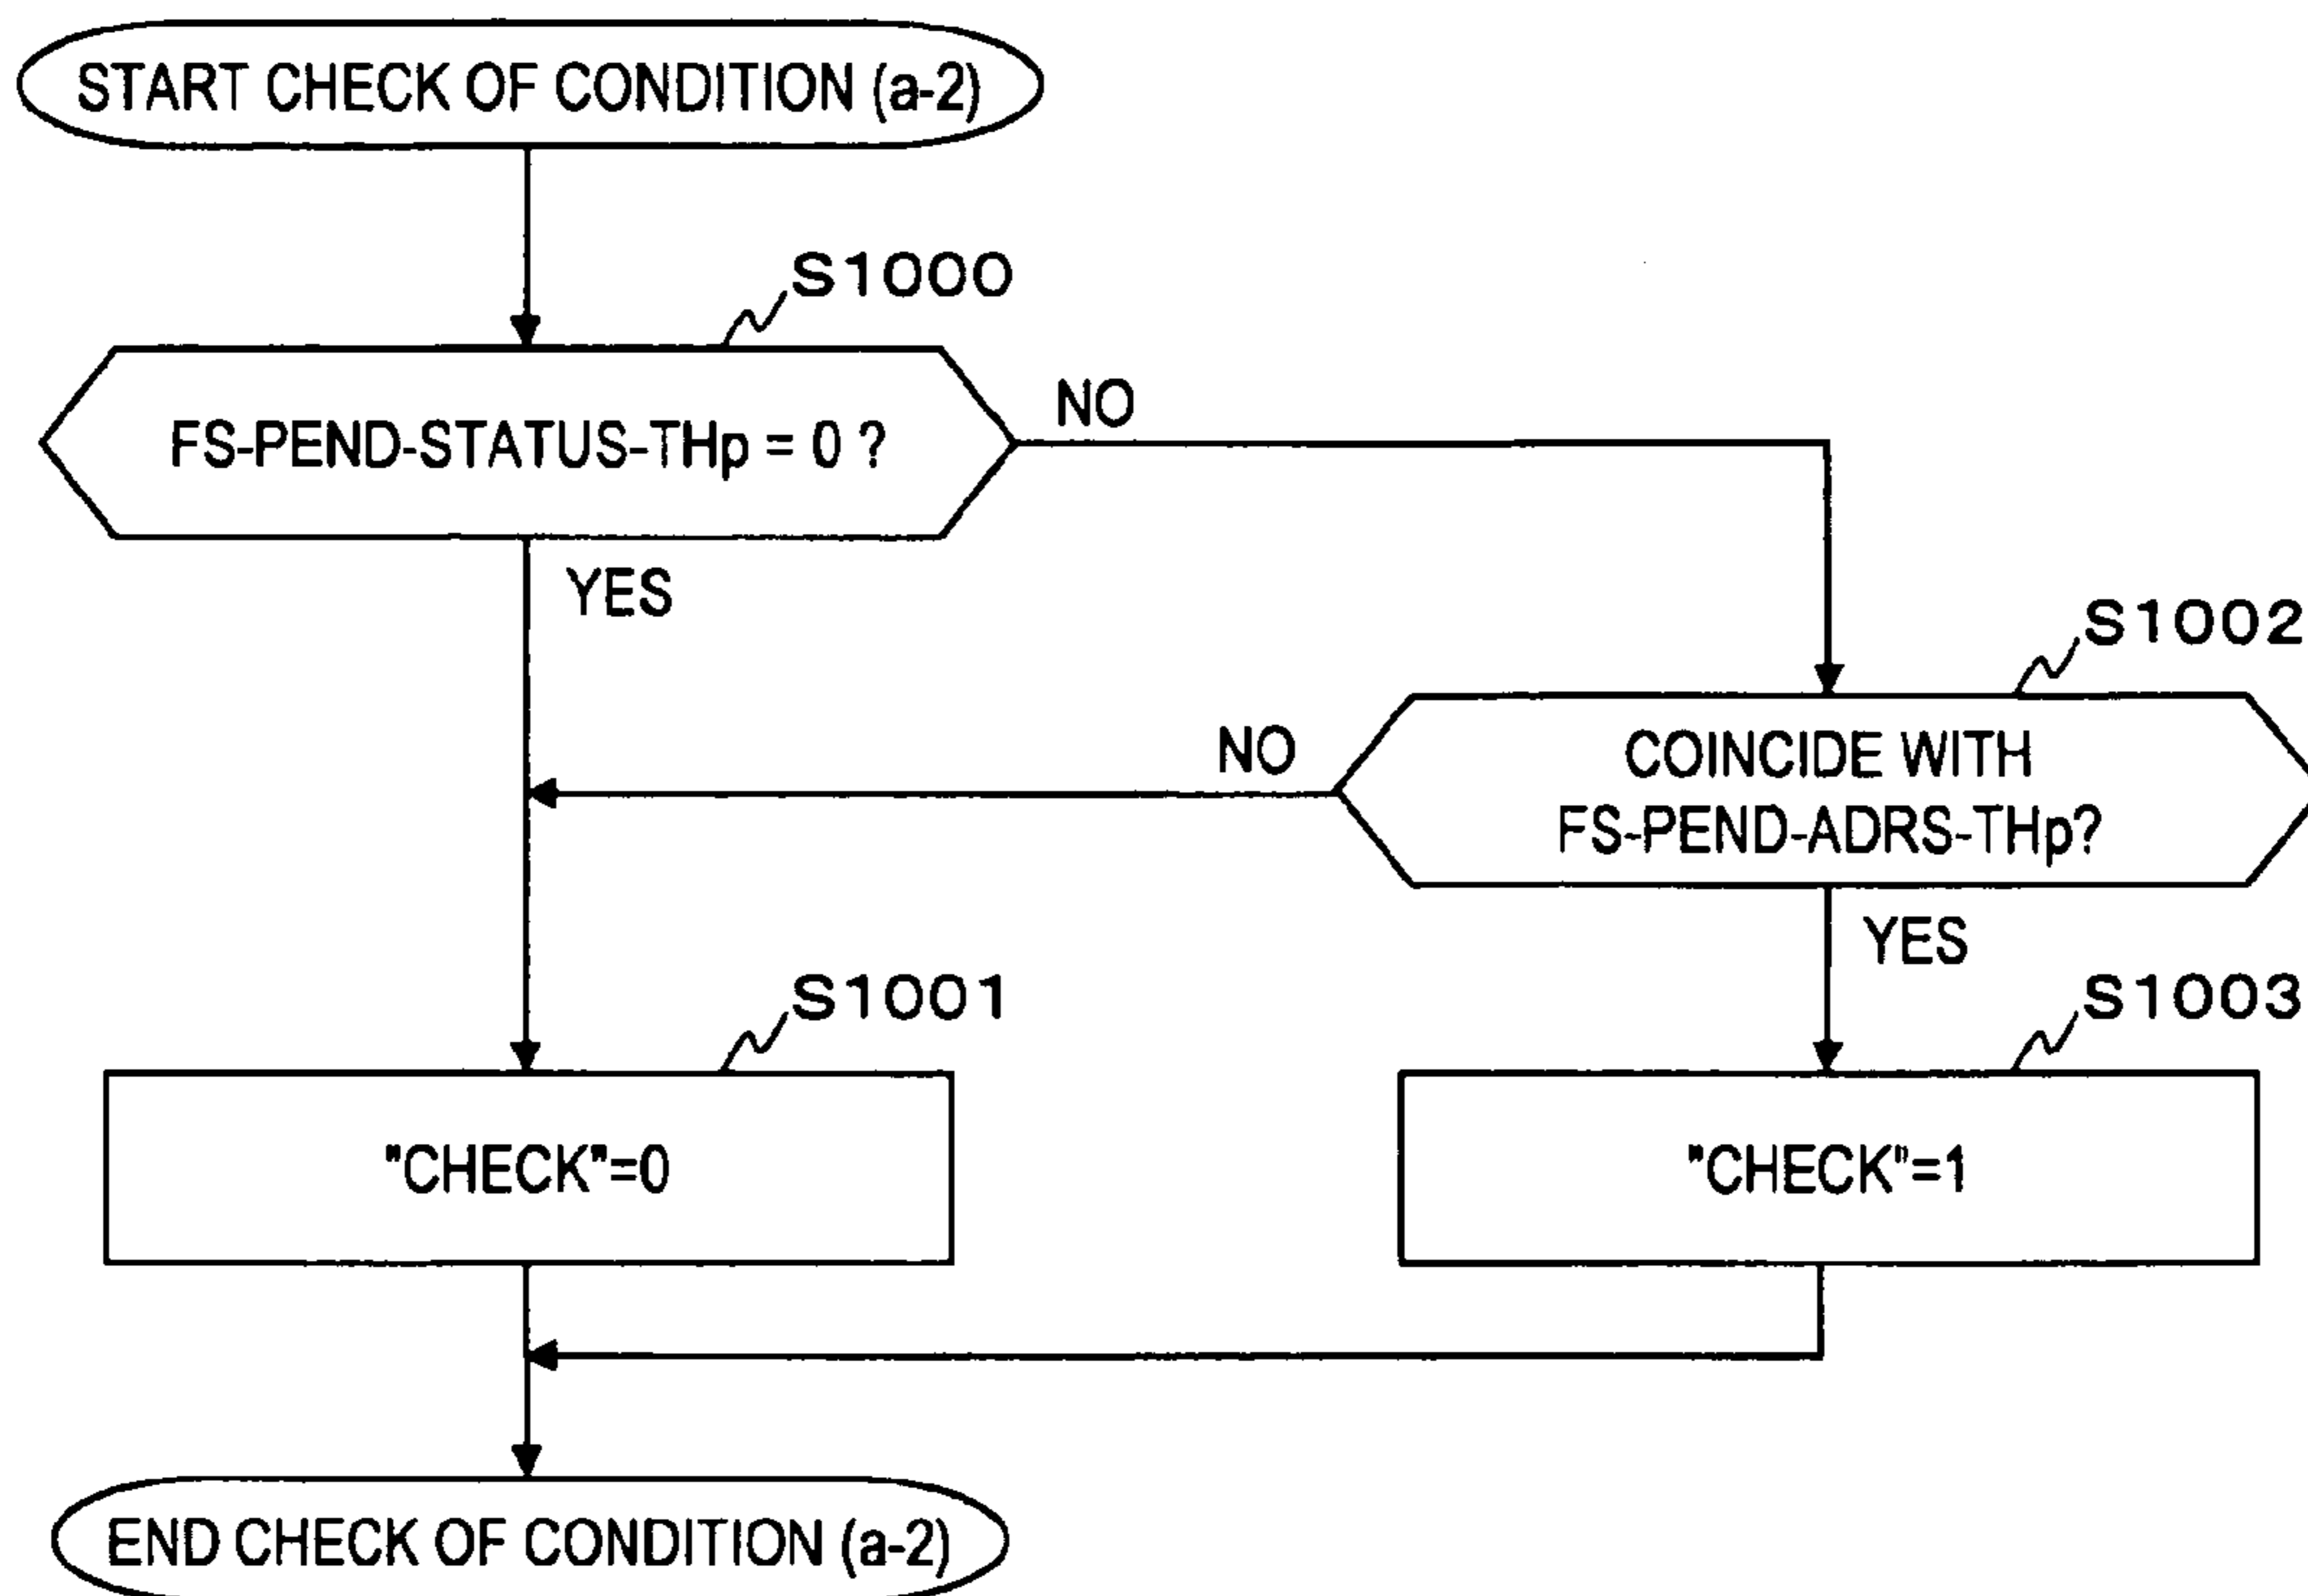 START CHECK OF CONDITION (a-2)
S1000
FS-PEND-STATUS-THp = 0 ?
NO
YES
S1002
NO
COINCIDE WITH
FS-PEND-ADRS-THp?
YES
S1001
S1003
"CHECK"=0
"CHECK"=1
END CHECK OF CONDITION (a-2)